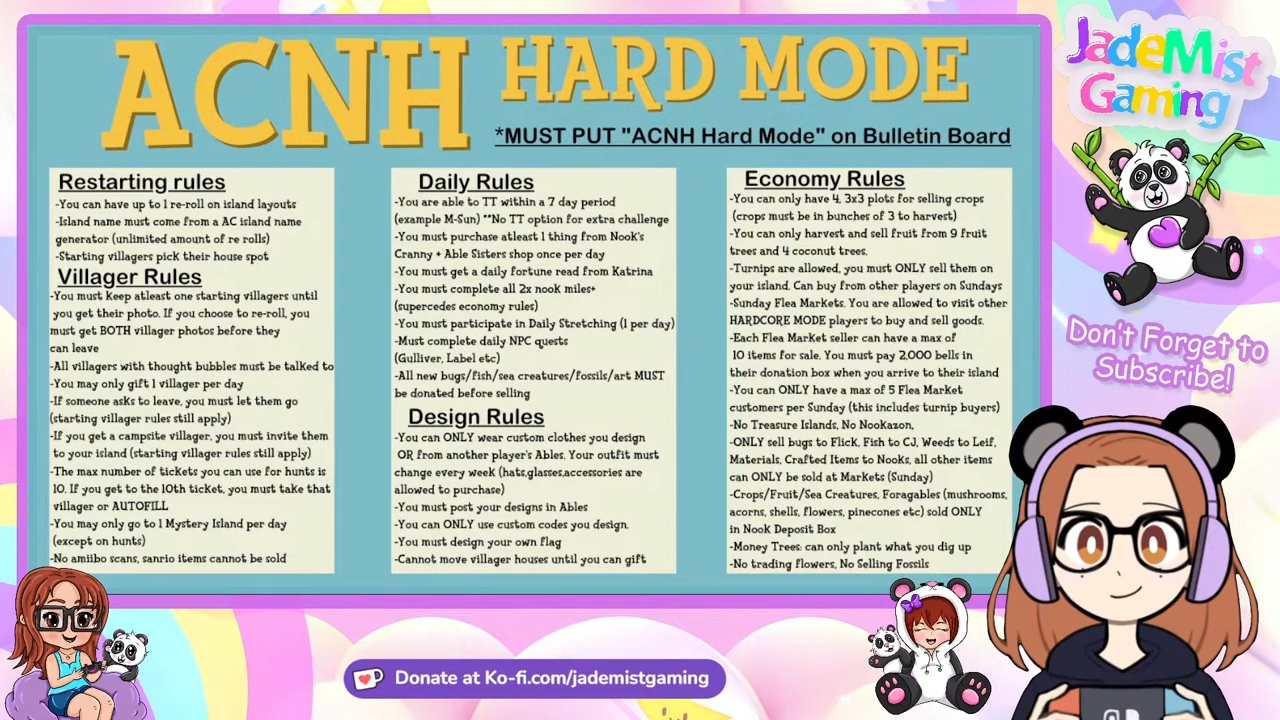 ACNH HARD MODE
*MUST PUT "ACNH Hard Mode" on Bulletin Board
Restarting rules
-You can have up to 1 re-roll on island layouts
-Island name must come from a AC island name
generator (unlimited amount of re rolls)
-Starting villagers pick their house spot
Villager Rules
-You must Keep atleast one starting villagers until
you get their photo. If you choose to re-roll, you
must get BOTH villager photos before they
can leave
-All villagers with thought bubbles must be talked to
-You may only gift 1 villager per day
-If someone asks to leave, you must let them go
(starting villager rules still apply)
-If you get a campsite villager, you must invite them
to your island (starting villager rules still apply)
-The max number of tickets you can use for hunts is
10. If you get to the 10th ticket, you must take that
villager or AUTOFILL
-You may only go to 1 Mystery Island per day
(except on hunts)
-No amiibo scans, sanrio items cannot be sold
Daily Rules
-You are able to TT within a 7 day period
(example M-Sun) **No TT option for extra challenge
-You must purchase atleast 1 thing from Nook's
Cranny + Able Sisters shop once per day
-You must get a daily fortune read from Katrina
-You must complete all 2x nook miles+
(supercedes economy rules)
-You must participate in Daily Stretching (1 per day)
-Must complete daily NPC quests
(Gulliver, Label etc)
-All new bugs/fish/sea creatures/fossils/art MUST
be donated before selling
Design Rules
-You can ONLY wear custom clothes you design
OR from another player's Ables. Your outfit must
change every week (hats,glasses,accessories are
allowed to purchase)
-You must post your designs in Ables
-You can ONLY use custom codes you design.
-You must design your own flag
-Cannot move villager houses until you can gift
Economy Rules
-You can only have 4, 3x3 plots for selling crops
(crops must be in bunches of 3 to harvest)
-You can only harvest and sell fruit from 9 fruit
trees and 4 coconut trees.
-Turnips are allowed, you must ONLY sell them on
your island. Can buy from other players on Sundays
-Sunday Flea Markets. You are allowed to visit other
HARDCORE MODE players to buy and sell goods.
-Each Flea Market seller can have a max of
10 items for sale. You must pay 2,000 bells in
their donation box when you arrive to their island
-You can ONLY have a max of 5 Flea Market
customers per Sunday (this includes turnip buyers)
-No Treasure Islands, No Nookazon,
-ONLY sell bugs to Flick, Fish to CJ, Weeds to Leif,
Materials, Crafted Items to Nooks, all other items
can ONLY be sold at Markets (Sunday)
-Crops/Fruit/Sea Creatures, Foragables (mushrooms,
acorns, shells, flowers, pinecones etc) sold ONLY
in Nook Deposit Box
-Money Trees: can only plant what you dig up
-No trading flowers, No Selling Fossils
JadeMist
Gaming
Don't Forget to
Subscribe!
Donate at Ko-fi.com/jademistgaming